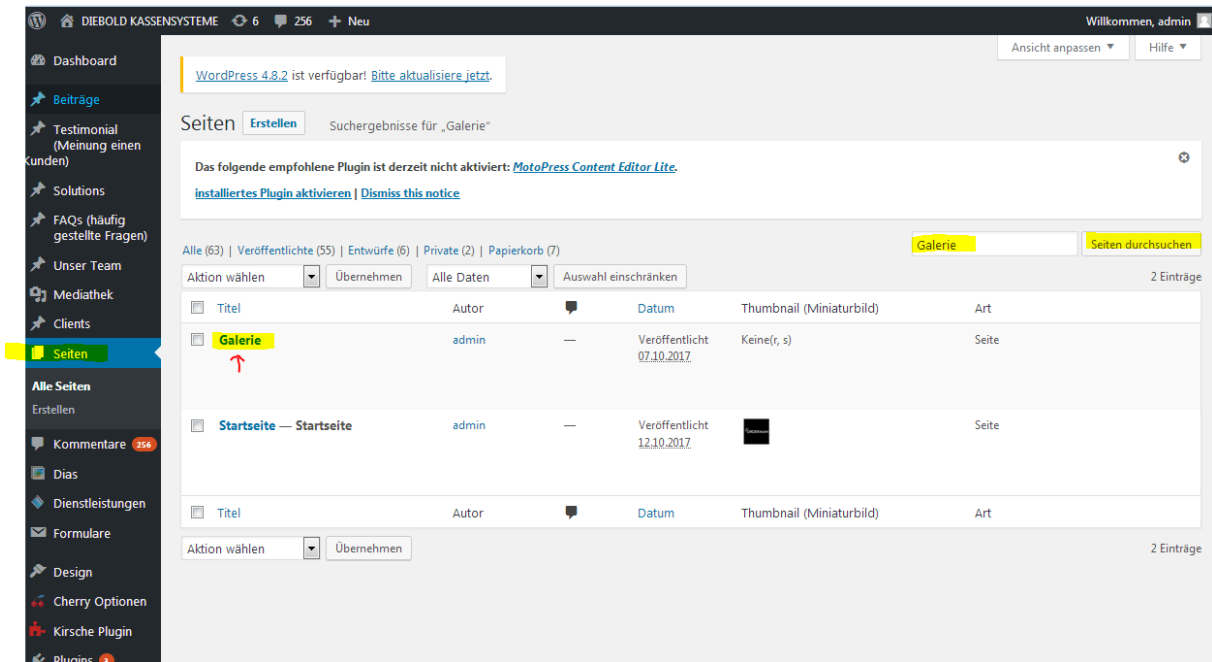 DIEBOLD KASSENSYSTEME 6 256 + Neu Willkommen, admin
Ansicht anpassen ▼ Hilfe ▼
Dashboard
Beiträge
Testimonial
(Meinung einen
Kunden)
Solutions
FAQs (häufig
gestellte Fragen)
Unser Team
Mediathek
Clients
Seiten
Alle Seiten
Erstellen
Kommentare 256
Dias
Dienstleistungen
Formulare
Design
Cherry Optionen
Kirsche Plugin
Plugins 3
WordPress 4.8.2 ist verfügbar! Bitte aktualisiere jetzt.
Seiten Erstellen Suchergebnisse für „Galerie“
Das folgende empfohlene Plugin ist derzeit nicht aktiviert: MotoPress Content Editor Lite.
installiertes Plugin aktivieren | Dismiss this notice
Alle (63) | Veröffentlichte (55) | Entwürfe (6) | Private (2) | Papierkorb (7)
Galerie Seiten durchsuchen
Aktion wählen Übernehmen Alle Daten Auswahl einschränken 2 Einträge
Titel Autor Datum Thumbnail (Miniaturbild) Art
Galerie admin — Veröffentlicht Keine(r, s) Seite
07.10.2017
Startseite — Startseite admin — Veröffentlicht Seite
12.10.2017
Titel Autor Datum Thumbnail (Miniaturbild) Art
Aktion wählen Übernehmen 2 Einträge